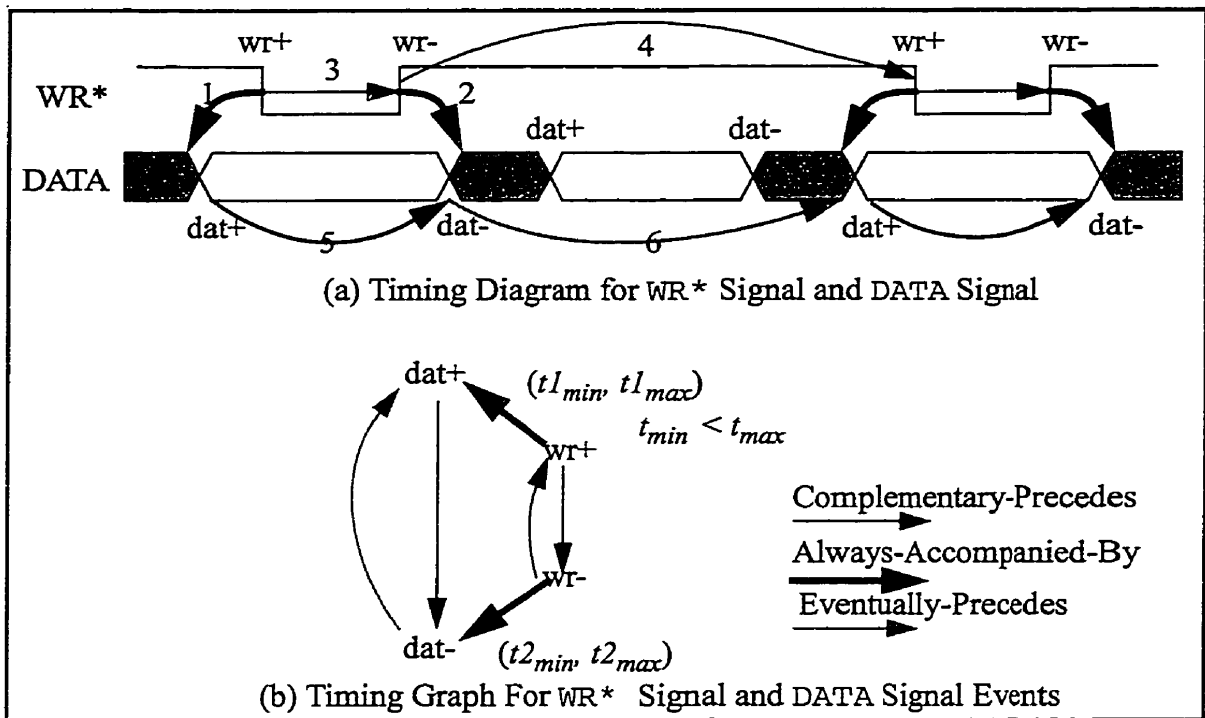 wr+ wr- 4 wr+ wr-
WR* 1 3 2
dat+ dat-
DATA
dat+ 5 dat- 6 dat+ dat-
(a) Timing Diagram for WR* Signal and DATA Signal
dat+ (t1min, t1max)
tmin < tmax
wr+
Complementary-Precedes
Always-Accompanied-By
wr-
Eventually-Precedes
dat- (t2min, t2max)
(b) Timing Graph For WR* Signal and DATA Signal Events